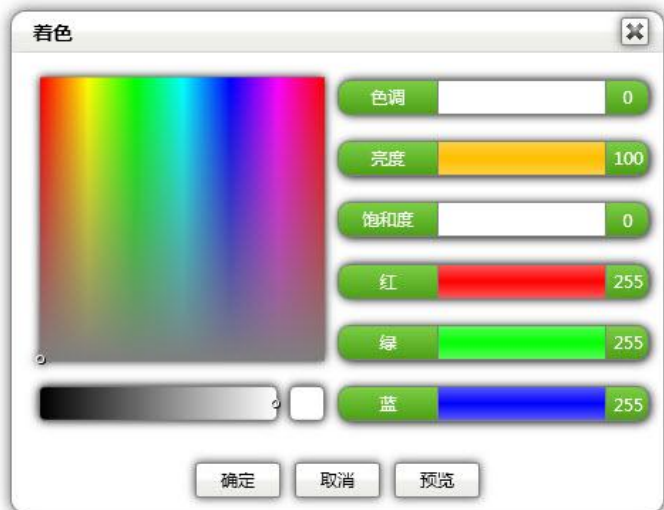 着色
色调 0
亮度 100
饱和度 0
红 255
绿 255
蓝 255
确定 取消 预览